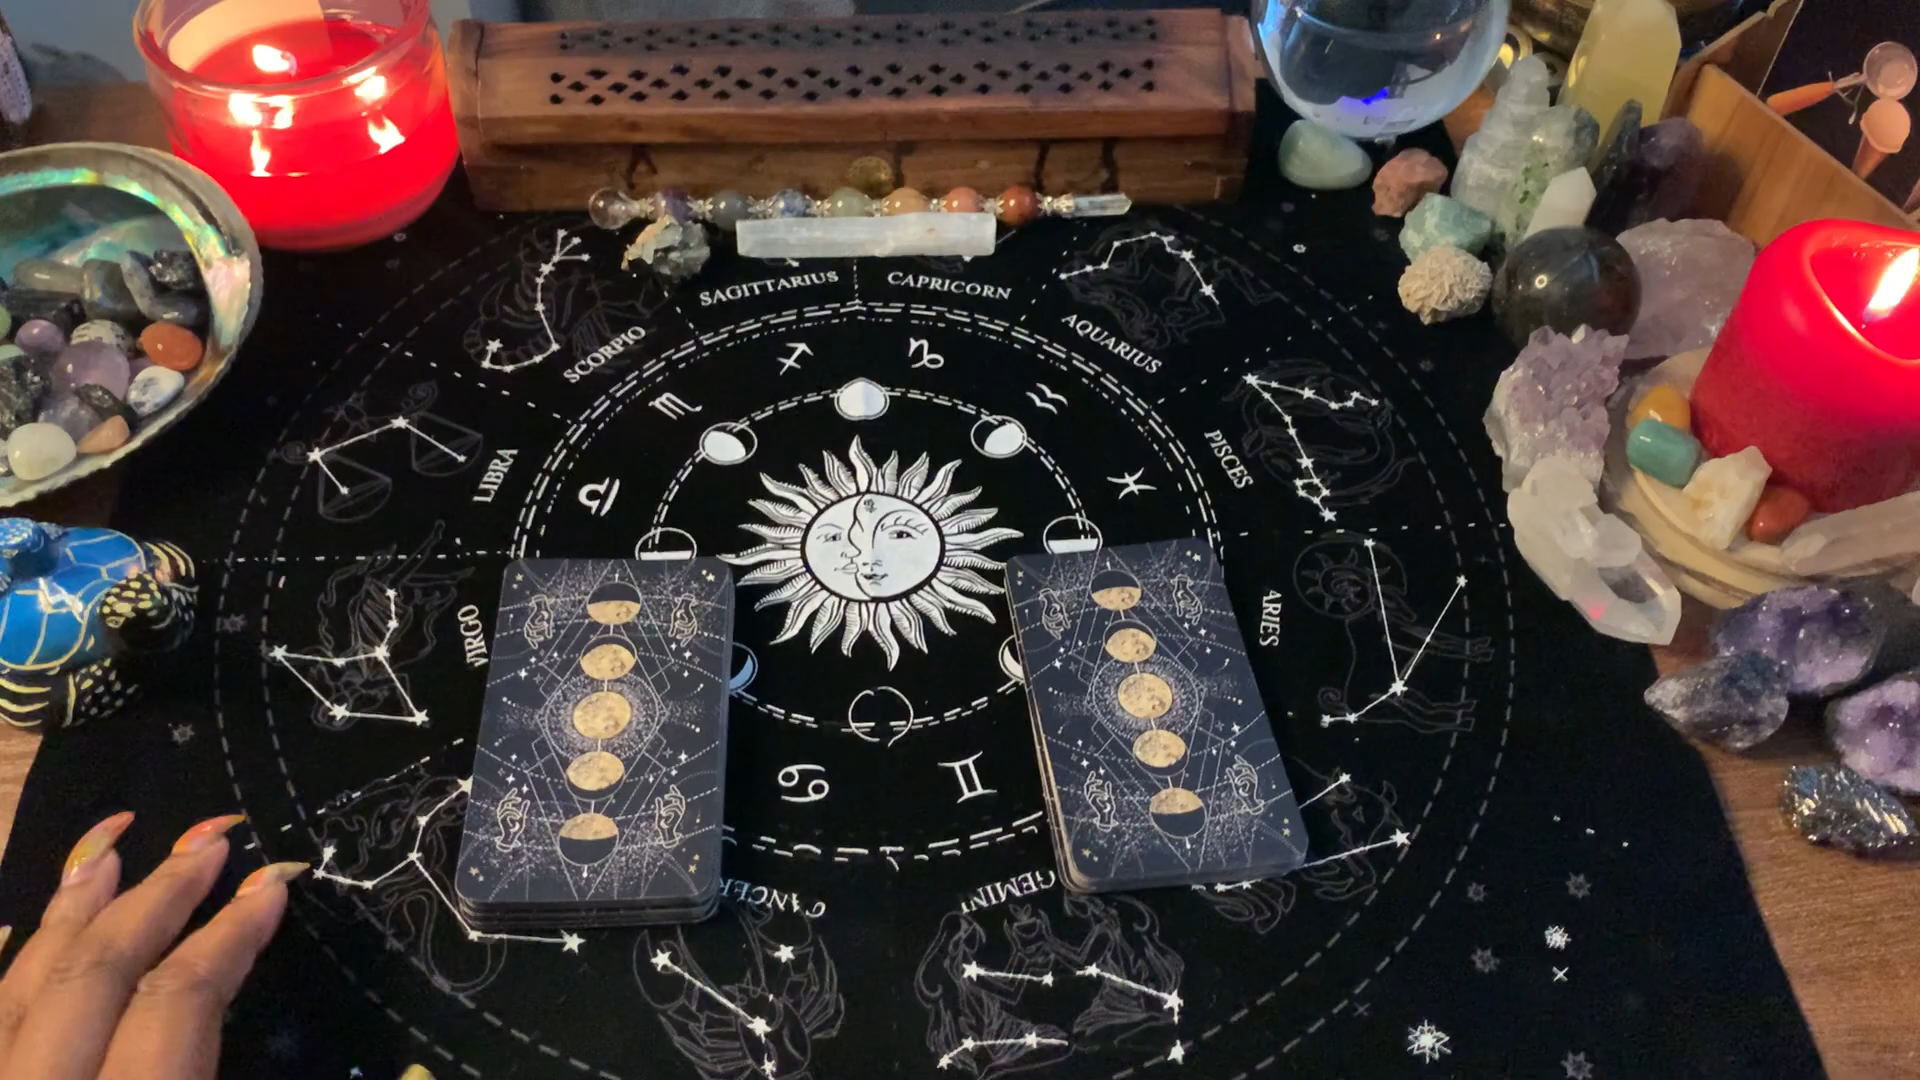 SAGITTARIUS
CAPRICORN
SCORPIO
AQUARIUS
LIBRA
PISCES
VIRGO
ARIES
CANCER
GEMINI